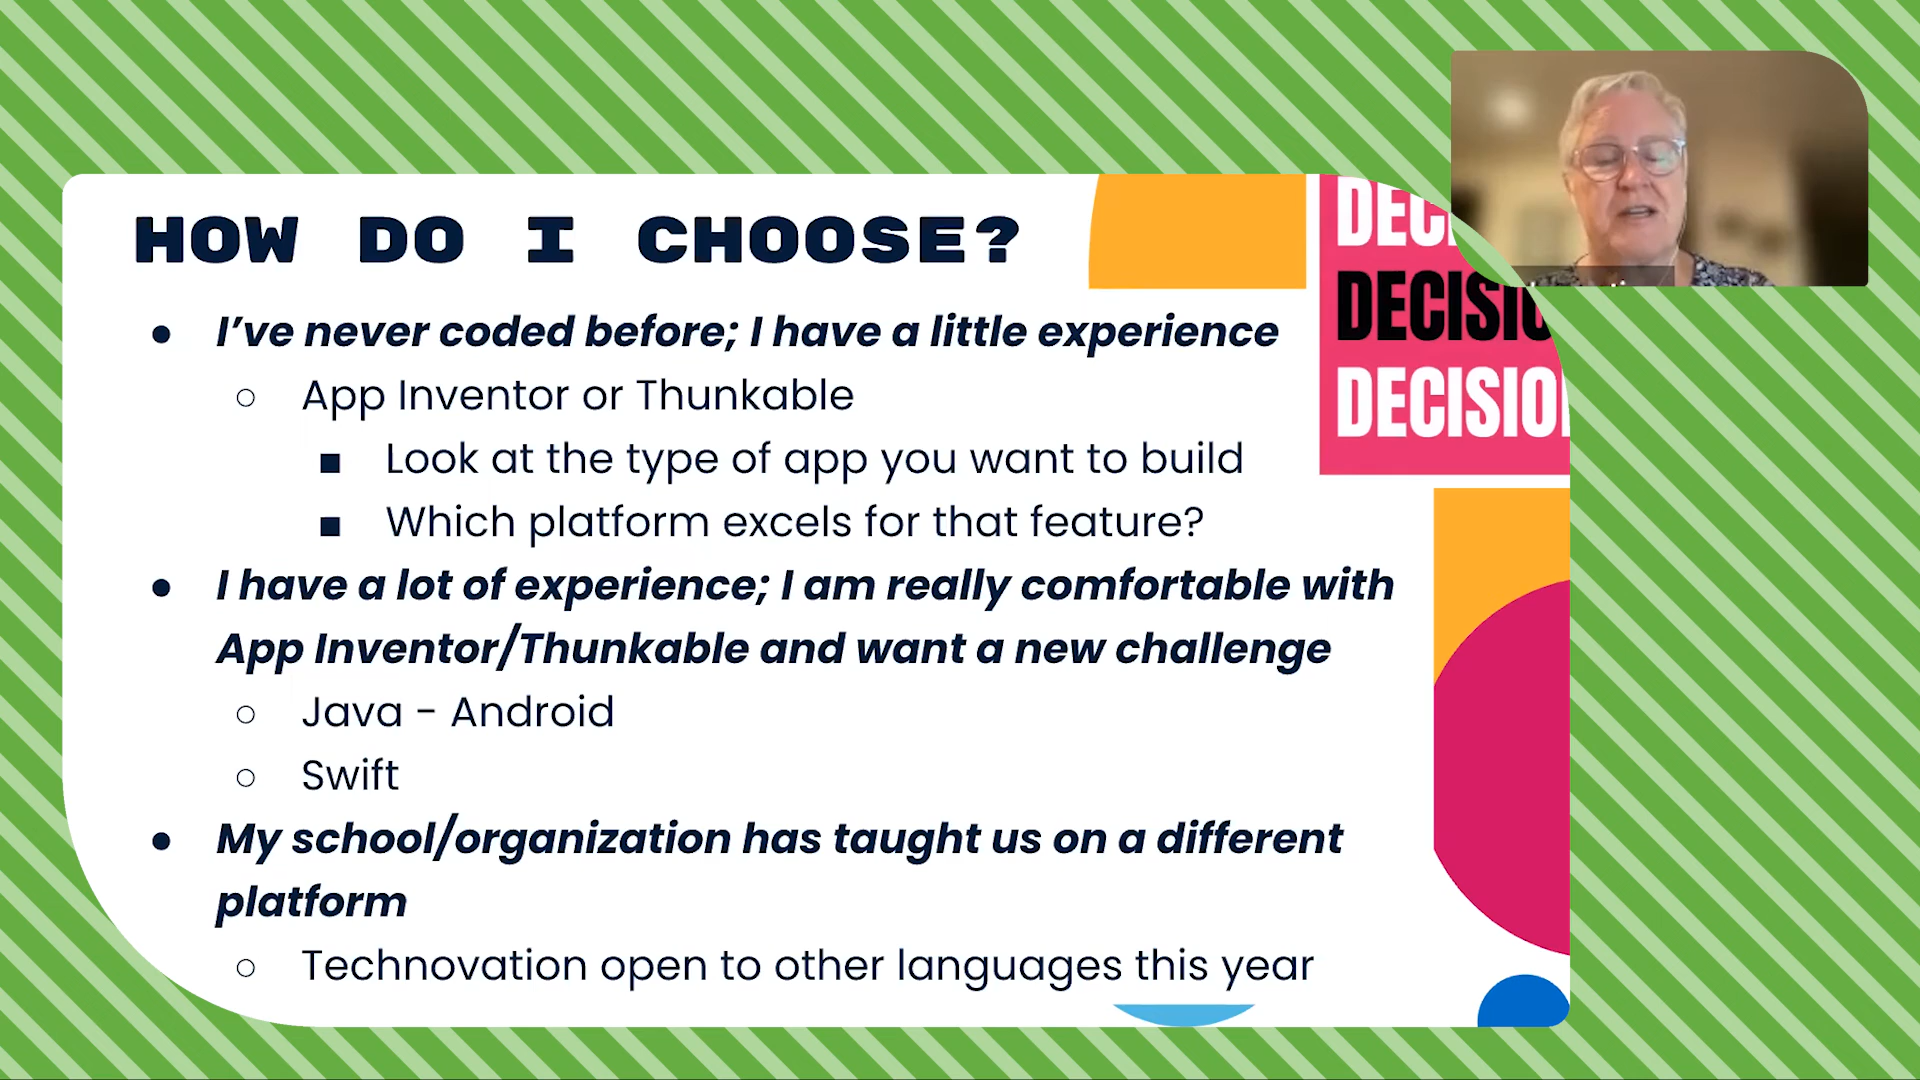 HOW DO I CHOOSE?
● I've never coded before; I have a little experience
○ App Inventor or Thunkable
■ Look at the type of app you want to build
■ Which platform excels for that feature?
● I have a lot of experience; I am really comfortable with
App Inventor/Thunkable and want a new challenge
○ Java - Android
○ Swift
● My school/organization has taught us on a different
platform
○ Technovation open to other languages this year
DECI
DECISIO
DECISION